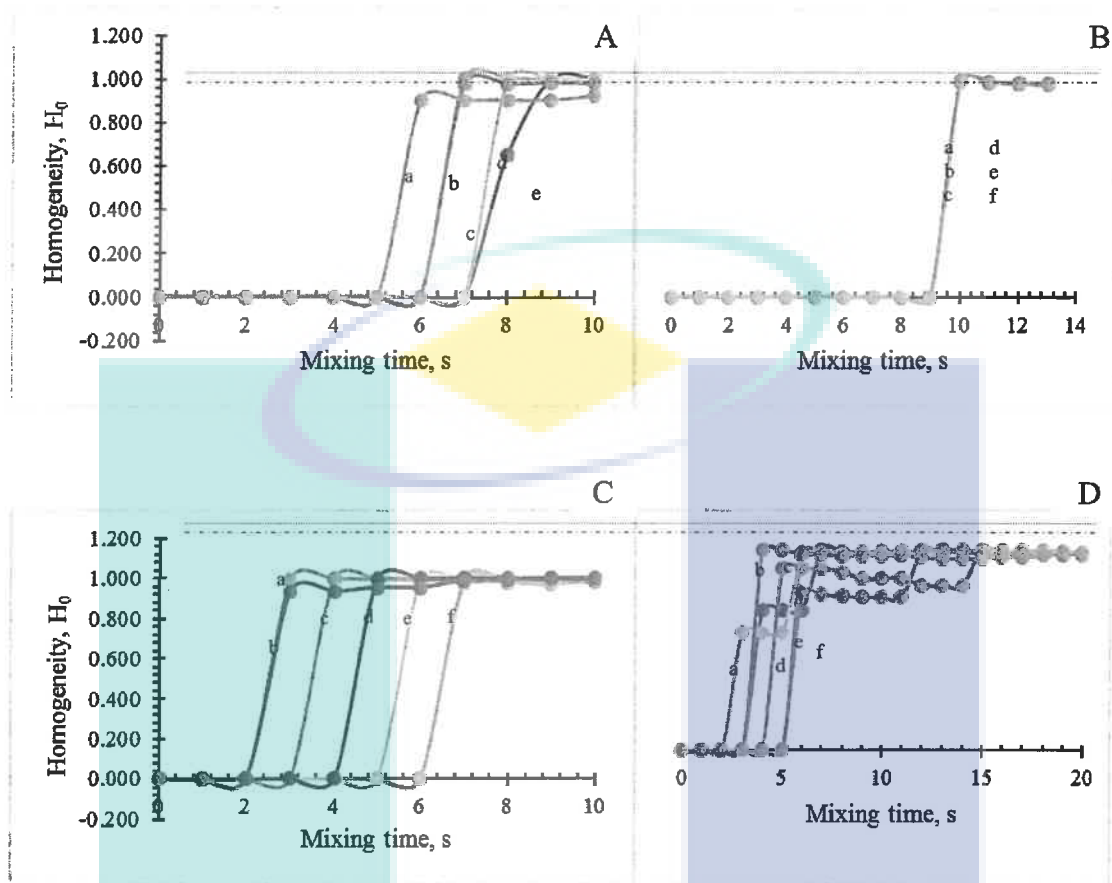 A
1.200
1.000
0.800
0.600
0.400
0.200
0.000
-0.200
Homogeneity, H0
a
b
c
d
e
0 2 4 6 8 10
Mixing time, s
B
a d
b e
c f
0 2 4 6 8 10 12 14
Mixing time, s
C
1.200
1.000
0.800
0.600
0.400
0.200
0.000
-0.200
Homogeneity, H0
a
b
c
d
e
f
0 2 4 6 8 10
Mixing time, s
D
a
b
d
e
f
0 5 10 15 20
Mixing time, s